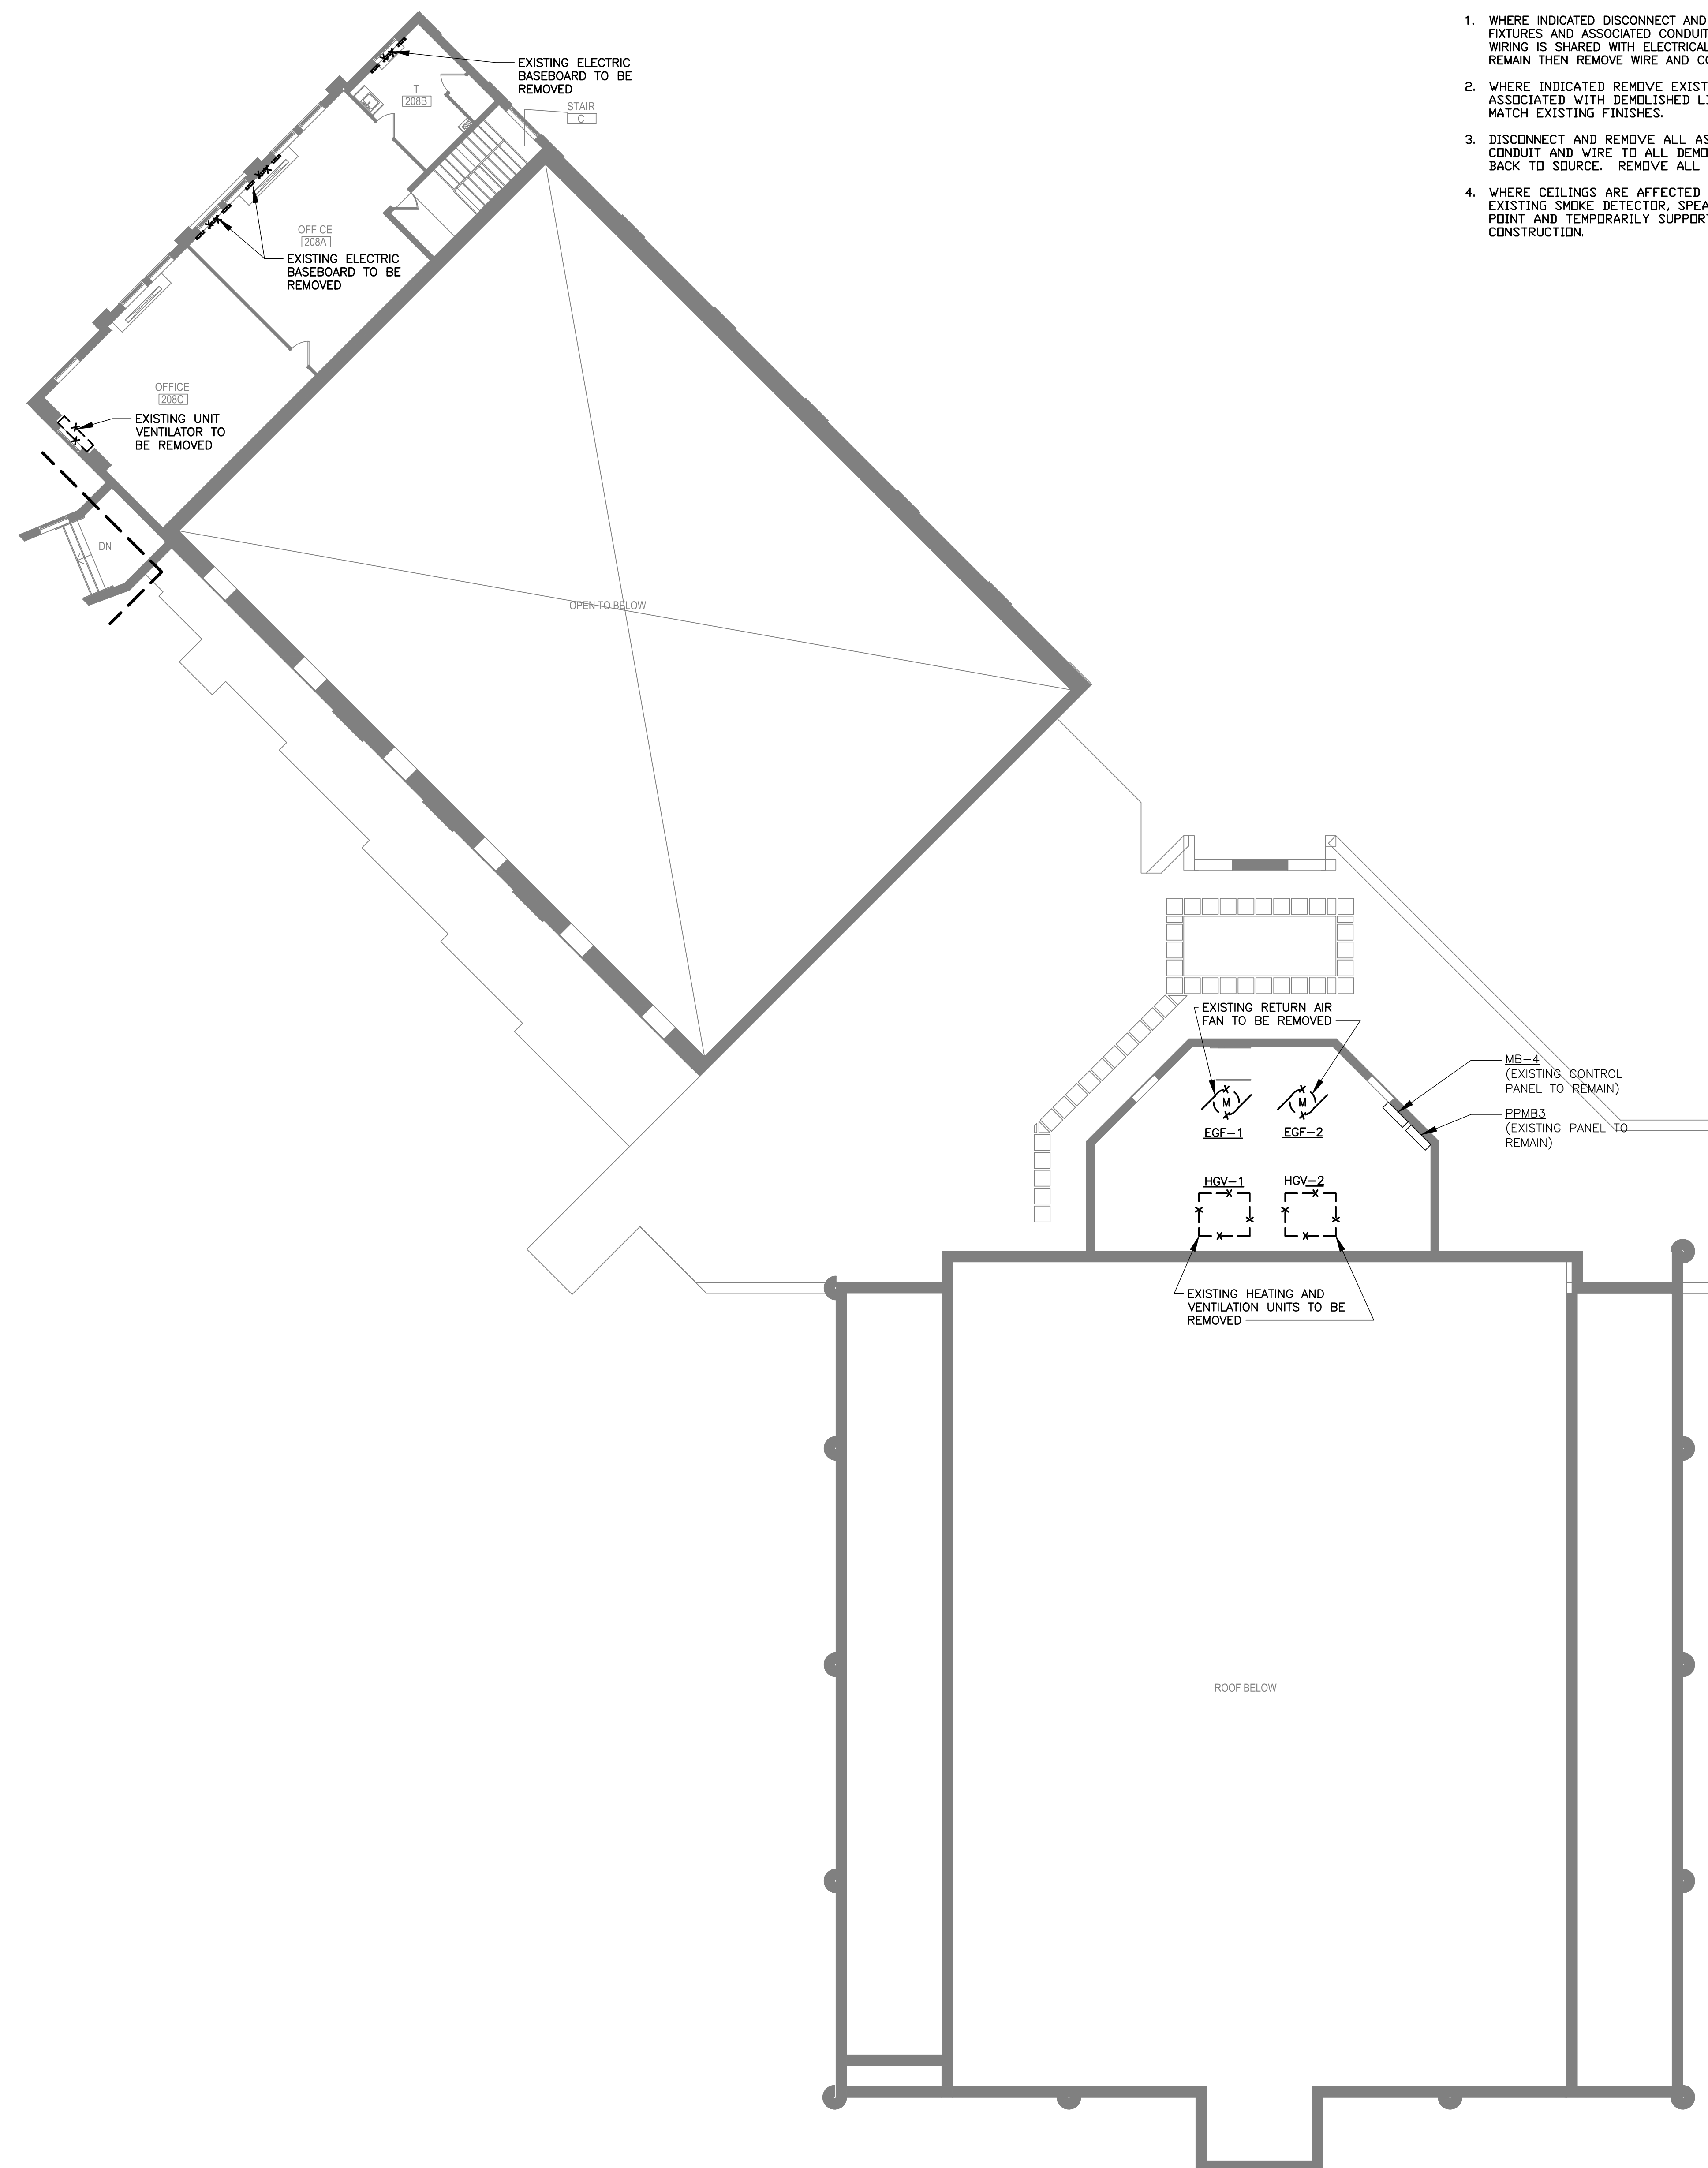 1. WHERE INDICATED DISCONNECT AND
FIXTURES AND ASSOCIATED CONDUIT
WIRING IS SHARED WITH ELECTRICAL
REMAIN THEN REMOVE WIRE AND
2. WHERE INDICATED REMOVE
ASSOCIATED WITH DEMOLISHED
MATCH EXISTING FINISHES.
3. DISCONNECT AND REMOVE ALL
CONDUIT AND WIRE TO ALL
BACK TO SOURCE. REMOVE ALL
4. WHERE CEILINGS ARE AFFECTED
EXISTING SMOKE DETECTOR,
POINT AND TEMPORARILY SUPPORT
CONSTRUCTION.
EXISTING ELECTRIC
BASEBOARD TO BE
REMOVED
T
208B
STAIR
C
OFFICE
208A
EXISTING ELECTRIC
BASEBOARD TO BE
REMOVED
OFFICE
208C
EXISTING UNIT
VENTILATOR TO
BE REMOVED
DN
OPEN TO BELOW
EXISTING RETURN AIR
FAN TO BE REMOVED
MB-4
(EXISTING CONTROL
PANEL TO REMAIN)
PPMB3
(EXISTING PANEL TO
REMAIN)
M
M
EGF-1
EGF-2
HGV-1
HGV-2
EXISTING HEATING AND
VENTILATION UNITS TO BE
REMOVED
ROOF BELOW